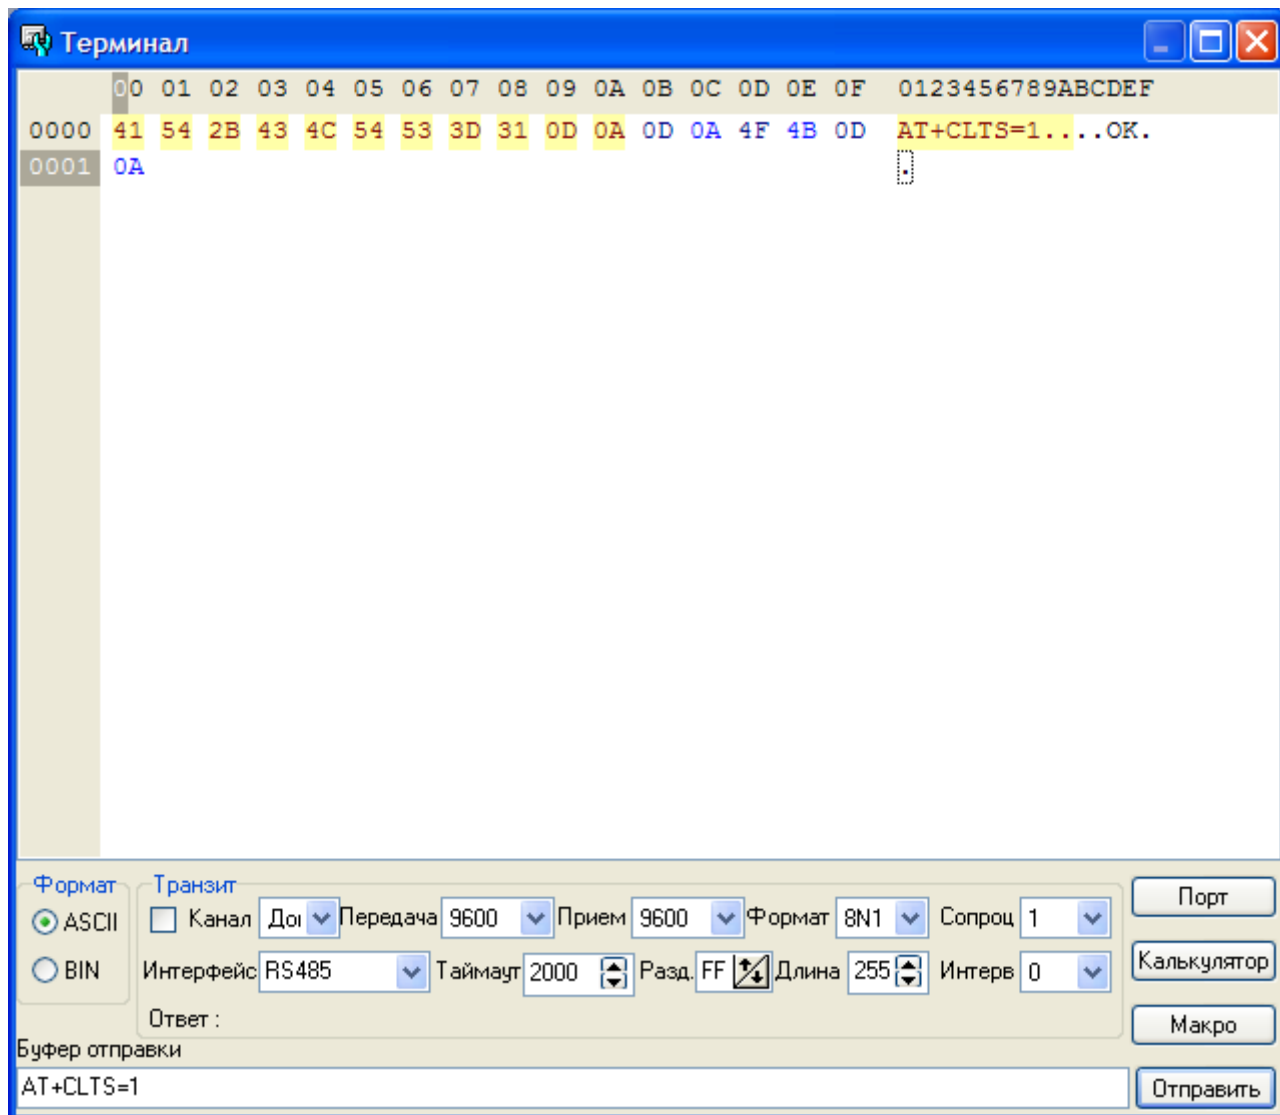 Терминал
00 01 02 03 04 05 06 07 08 09 0A 0B 0C 0D 0E 0F 0123456789ABCDEF
0000 41 54 2B 43 4C 54 53 3D 31 0D 0A 0D 0A 4F 4B 0D AT+CLTS=1....OK.
0001 0A .
Формат Транзит Порт
ASCII Канал Передача 9600 Прием 9600 Формат 8N1 Сопроц 1
BIN Интерфейс RS485 Таймаут 2000 Разд. FF Длина 255 Интерв 0 Калькулятор
Ответ : Макро
Буфер отправки
AT+CLTS=1 Отправить